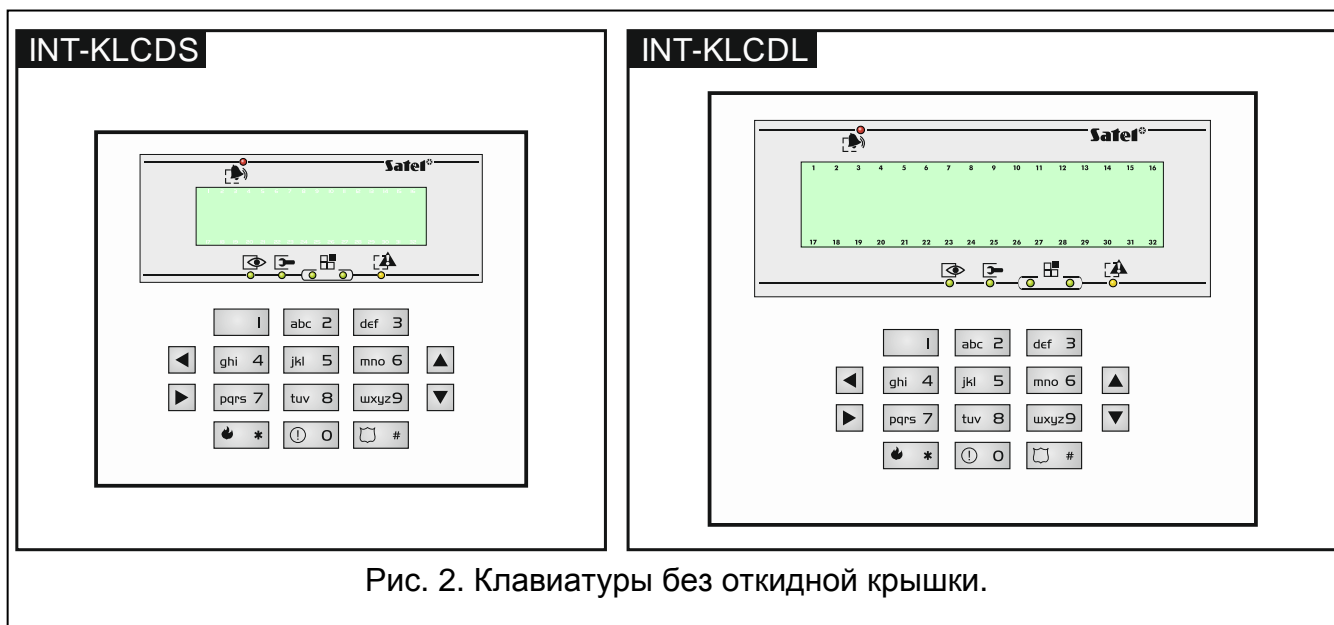 INT-KLCDS
Satel
1
abc 2
def 3
ghi 4
jkl 5
mno 6
pqrs 7
tuv 8
wxyz9
*
0
#
INT-KLCDL
Satel
1 2 3 4 5 6 7 8 9 10 11 12 13 14 15 16
17 18 19 20 21 22 23 24 25 26 27 28 29 30 31 32
1
abc 2
def 3
ghi 4
jkl 5
mno 6
pqrs 7
tuv 8
wxyz9
*
0
#
Рис. 2. Клавиатуры без откидной крышки.